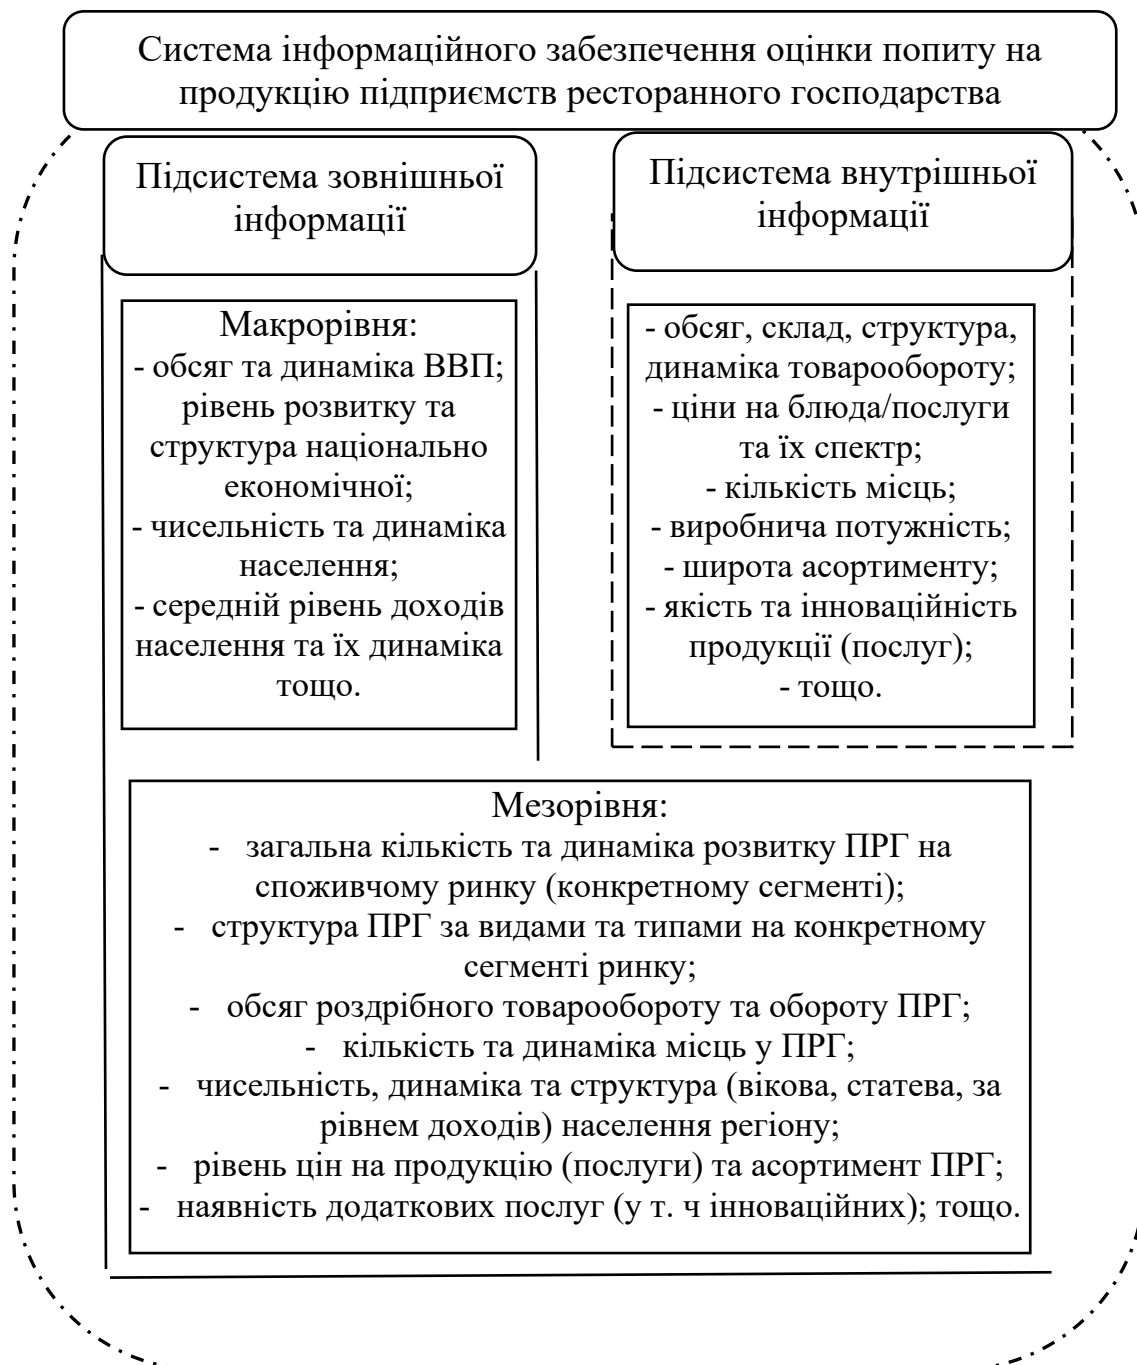 Система інформаційного забезпечення оцінки попиту на
продукцію підприємств ресторанного господарства
Підсистема зовнішньої
інформації
Макрорівня:
- обсяг та динаміка ВВП;
рівень розвитку та
структура національно
економічної;
- чисельність та динаміка
населення;
- середній рівень доходів
населення та їх динаміка
тощо.
Підсистема внутрішньої
інформації
- обсяг, склад, структура,
динаміка товарообороту;
- ціни на блюда/послуги
та їх спектр;
- кількість місць;
- виробнича потужність;
- широта асортименту;
- якість та інноваційність
продукції (послуг);
- тощо.
Мезорівня:
- загальна кількість та динаміка розвитку ПРГ на
споживчому ринку (конкретному сегменті);
- структура ПРГ за видами та типами на конкретному
сегменті ринку;
- обсяг роздрібного товарообороту та обороту ПРГ;
- кількість та динаміка місць у ПРГ;
- чисельність, динаміка та структура (вікова, статева, за
рівнем доходів) населення регіону;
- рівень цін на продукцію (послуги) та асортимент ПРГ;
- наявність додаткових послуг (у т. ч інноваційних); тощо.